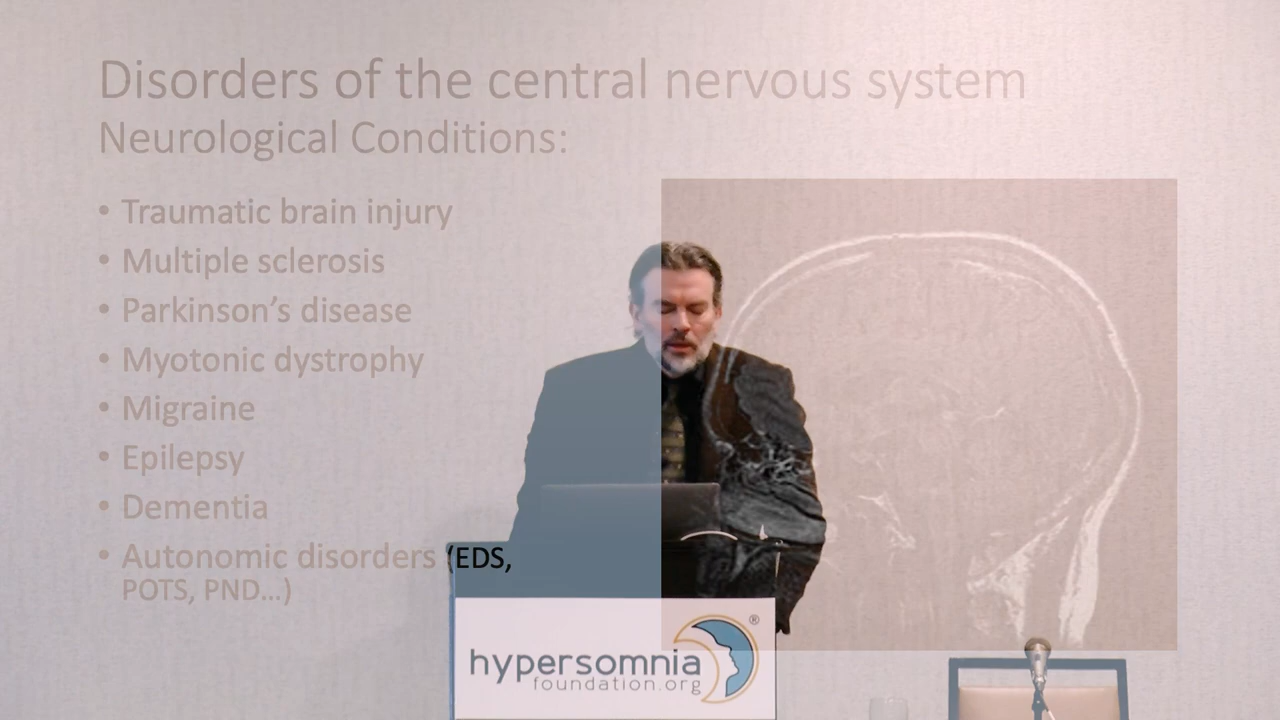 Disorders of the central nervous system
Neurological Conditions:
• Traumatic brain injury
• Multiple sclerosis
• Parkinson’s disease
• Myotonic dystrophy
• Migraine
• Epilepsy
• Dementia
• Autonomic disorders (EDS,
POTS, PND…)
hypersomnia ®
foundation.org